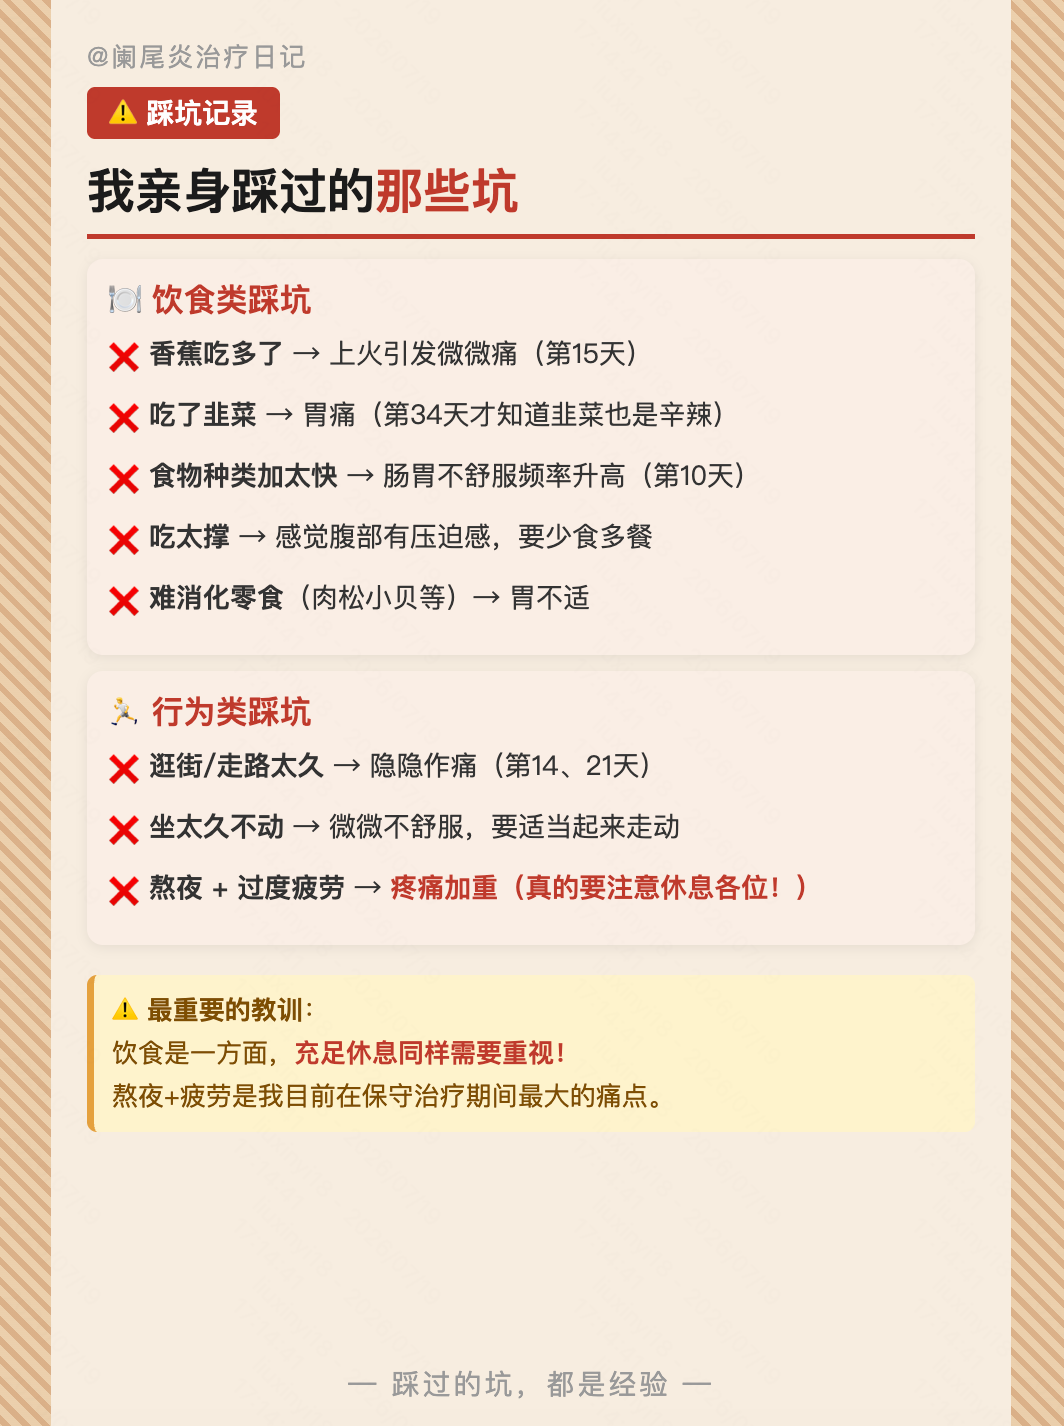 @阑尾炎治疗日记
⚠️ 踩坑记录
我亲身踩过的那些坑
🍽️ 饮食类踩坑
❌ 香蕉吃多了 → 上火引发微微痛（第15天）
❌ 吃了韭菜 → 胃痛（第34天才知道韭菜也是辛辣）
❌ 食物种类加太快 → 肠胃不舒服频率升高（第10天）
❌ 吃太撑 → 感觉腹部有压迫感，要少食多餐
❌ 难消化零食（肉松小贝等）→ 胃不适
🏃 行为类踩坑
❌ 逛街/走路太久 → 隐隐作痛（第14、21天）
❌ 坐太久不动 → 微微不舒服，要适当起来走动
❌ 熬夜 + 过度疲劳 → 疼痛加重（真的要注意休息各位！）
⚠️ 最重要的教训：
饮食是一方面，充足休息同样需要重视！
熬夜+疲劳是我目前在保守治疗期间最大的痛点。
— 踩过的坑，都是经验 —